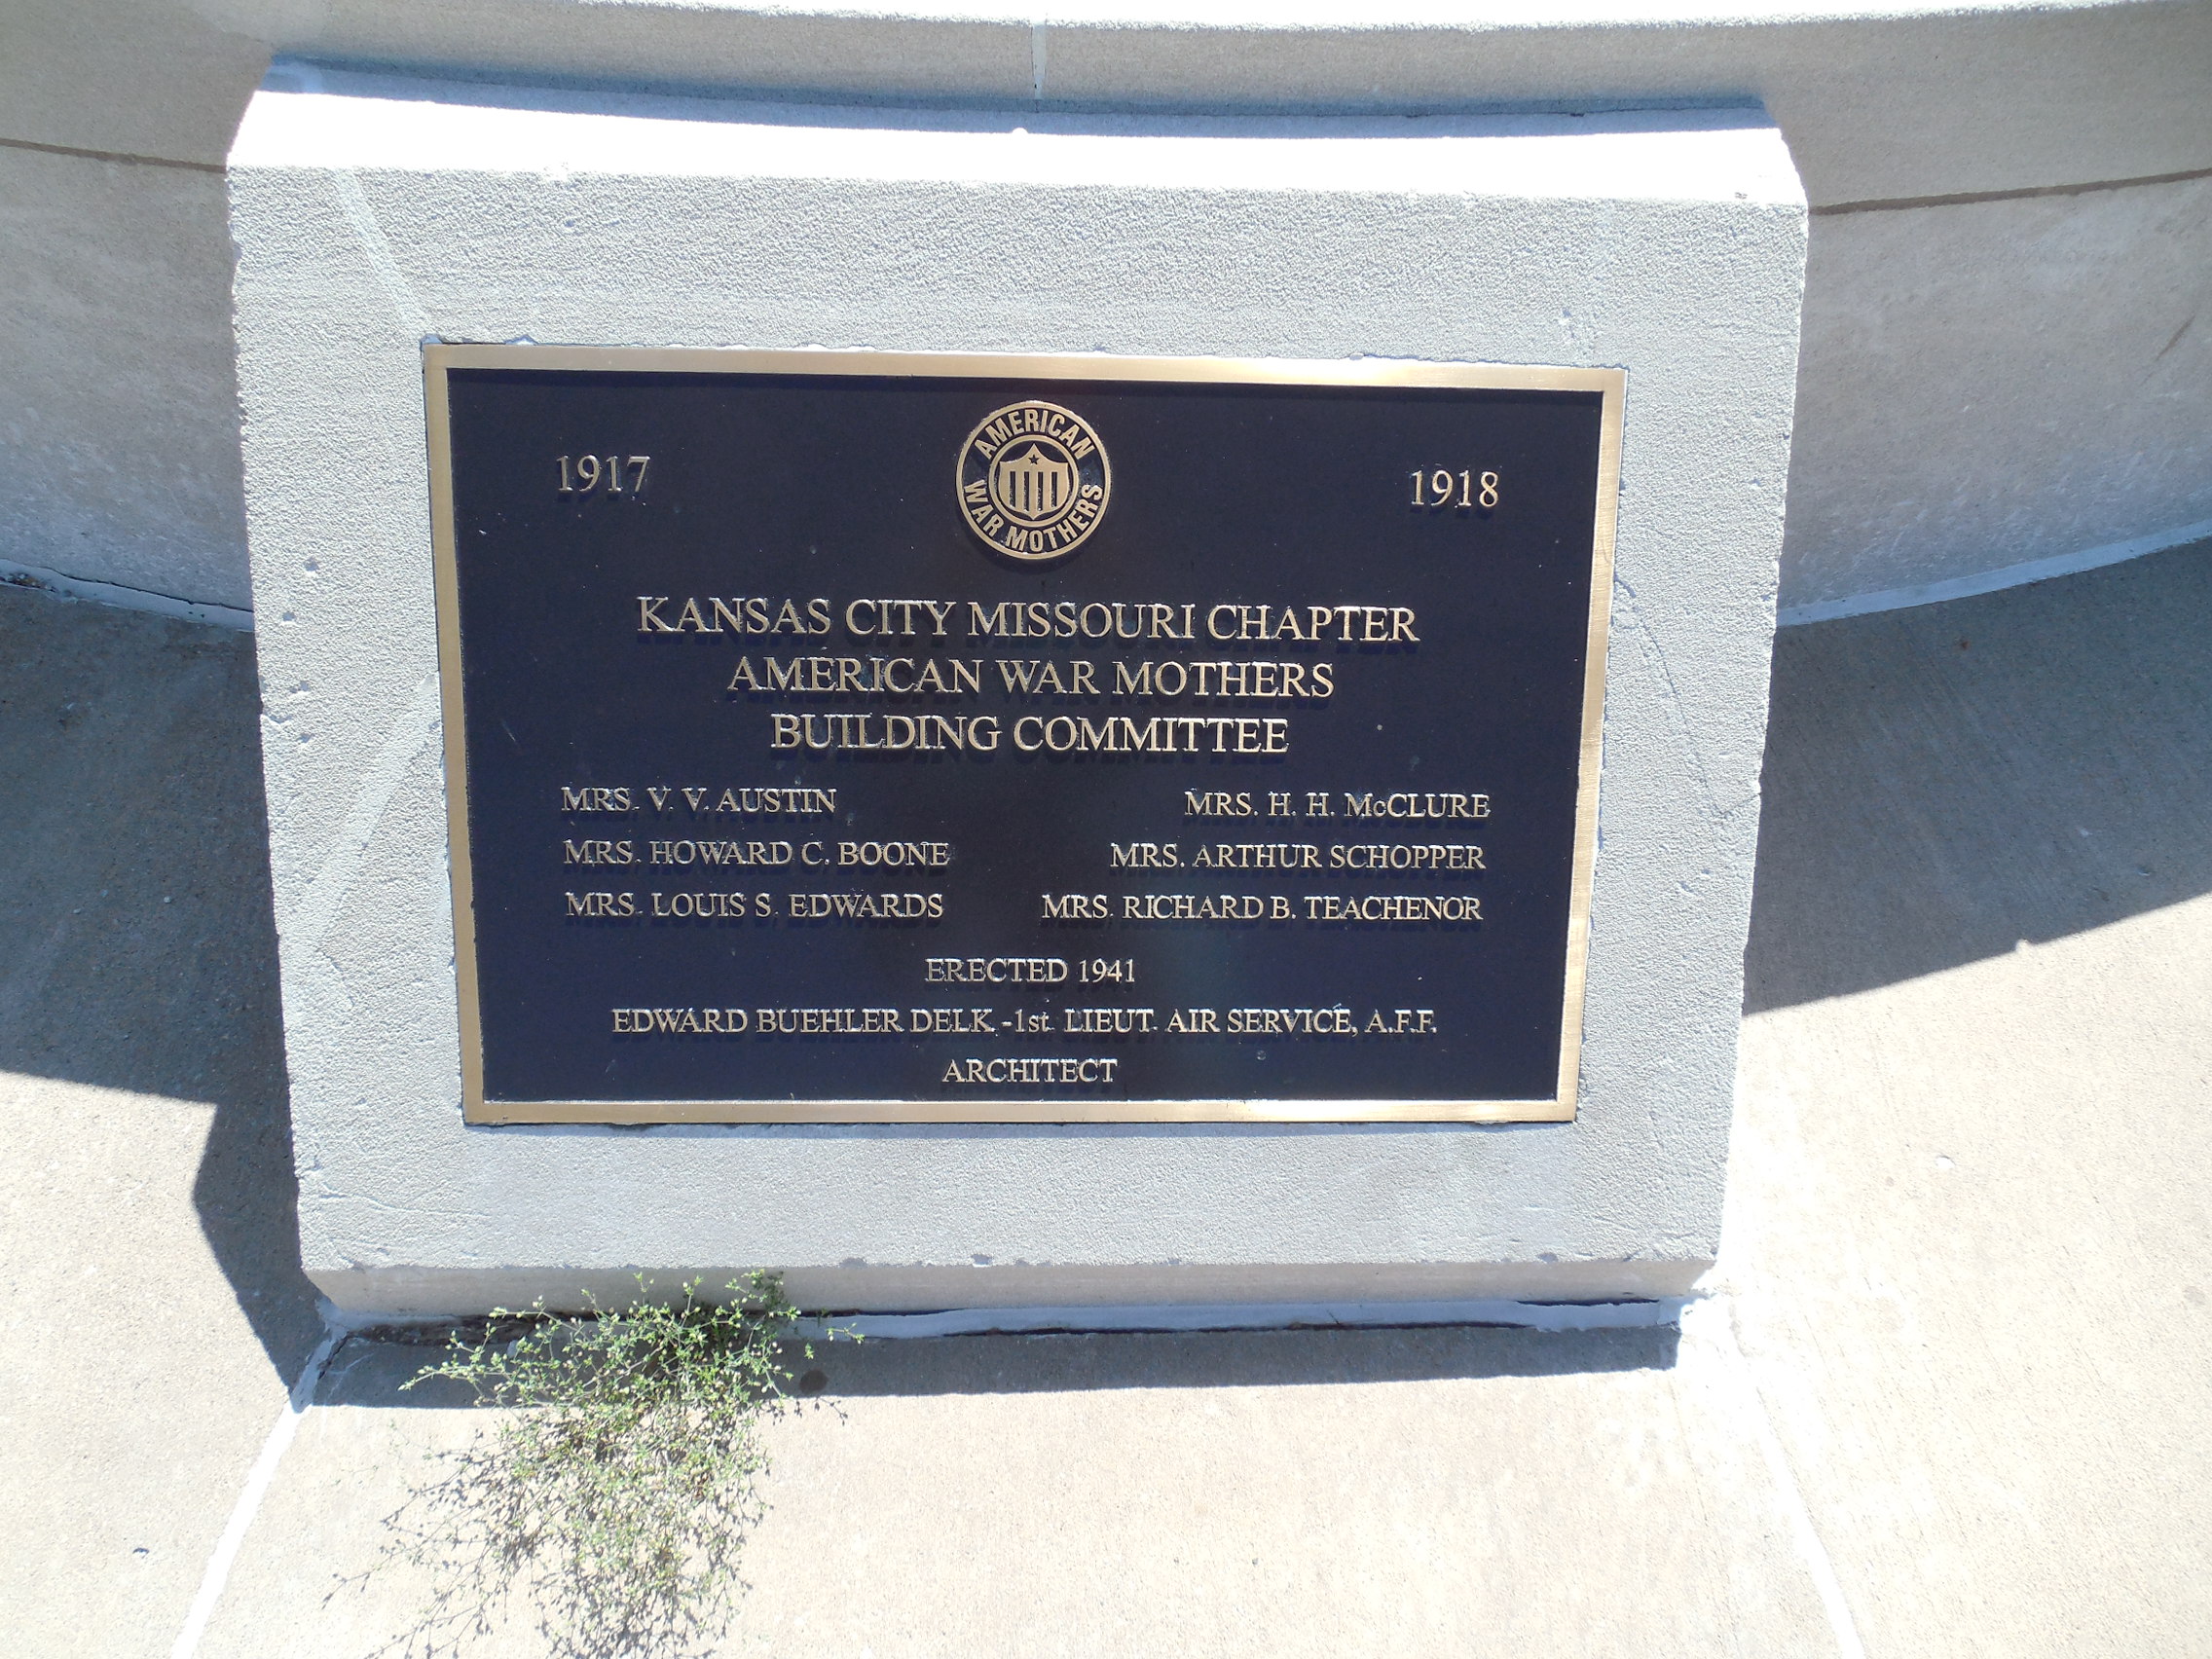 1917 AMERICAN WAR MOTHERS 1918
KANSAS CITY MISSOURI CHAPTER
AMERICAN WAR MOTHERS
BUILDING COMMITTEE
MRS. V. V. AUSTIN MRS. H. H. McCLURE
MRS. HOWARD C. BOONE MRS. ARTHUR SCHOPPER
MRS. LOUIS S. EDWARDS MRS. RICHARD B. TEACHENOR
ERECTED 1941
EDWARD BUEHLER DELK.-1st. LIEUT. AIR SERVICE, A.F.F.
ARCHITECT